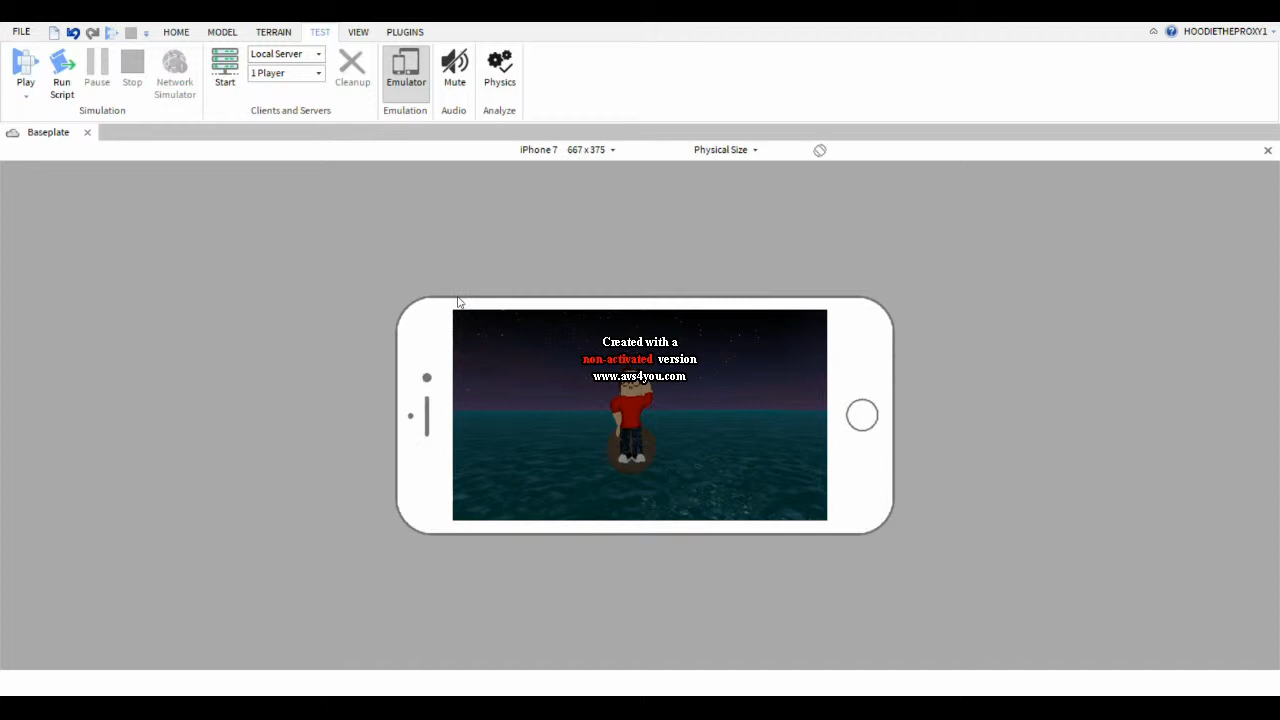 FILE HOME MODEL TERRAIN TEST VIEW PLUGINS HOODIETHEPROXY1
Play Run Script Pause Stop Network Simulator Start Local Server 1 Player Cleanup Emulator Mute Physics
Simulation Clients and Servers Emulation Audio Analyze
Baseplate
iPhone 7 667 x 375 Physical Size
Created with a
non-activated version
www.avs4you.com